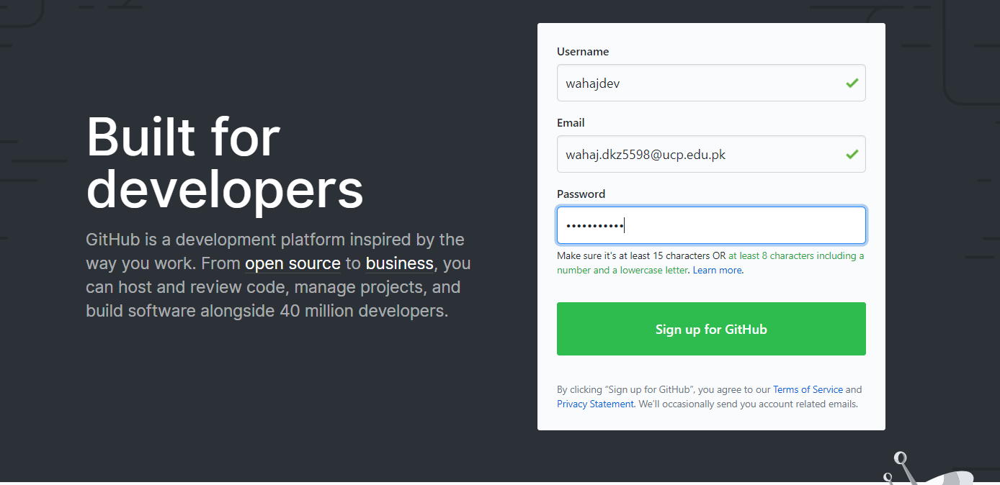 Built for
developers
GitHub is a development platform inspired by the
way you work. From open source to business, you
can host and review code, manage projects, and
build software alongside 40 million developers.
Username
wahajdev
Email
wahaj.dkz5598@ucp.edu.pk
Password
•••••••••••
Make sure it's at least 15 characters OR at least 8 characters including a
number and a lowercase letter. Learn more.
Sign up for GitHub
By clicking “Sign up for GitHub”, you agree to our Terms of Service and
Privacy Statement. We’ll occasionally send you account related emails.